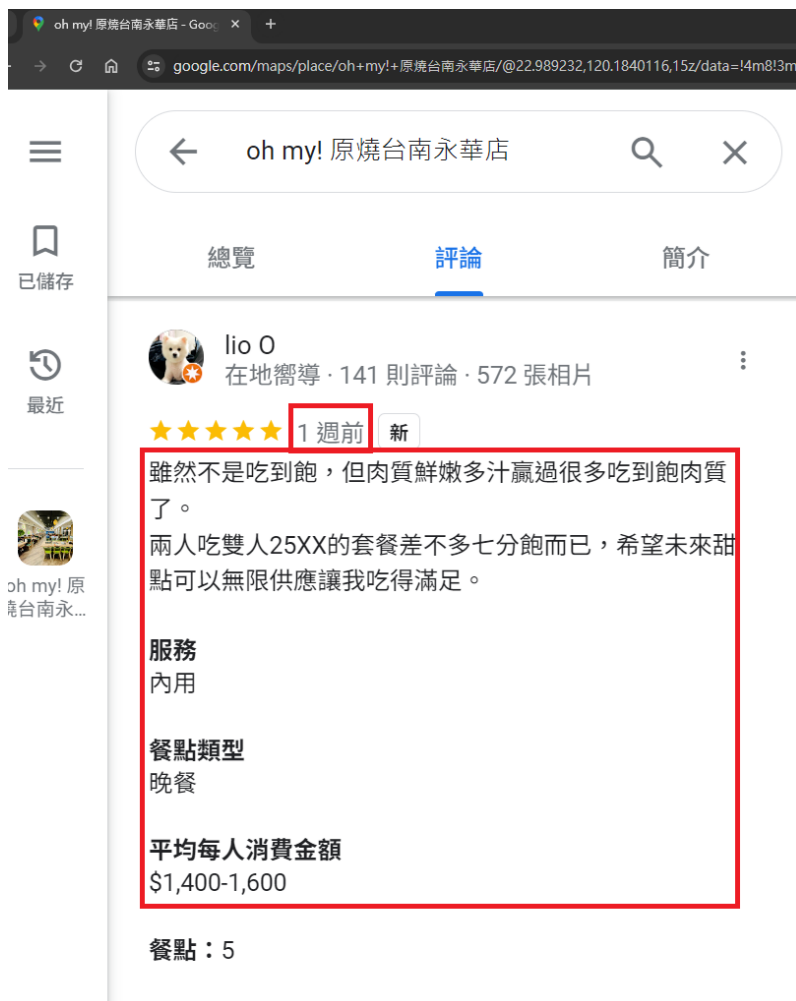 oh my! 原燒台南永華店 - Goo
google.com/maps/place/oh+my!+原燒台南永華店/@22.989232,120.1840116,15z/data=!4m8!3m
oh my! 原燒台南永華店
已儲存
最近
oh my! 原
燒台南永...
總覽
評論
簡介
lio O
在地嚮導 · 141 則評論 · 572 張相片
1 週前
新
雖然不是吃到飽，但肉質鮮嫩多汁贏過很多吃到飽肉質
了。
兩人吃雙人25XX的套餐差不多七分飽而已，希望未來甜
點可以無限供應讓我吃得滿足。
服務
內用
餐點類型
晚餐
平均每人消費金額
$1,400-1,600
餐點：5